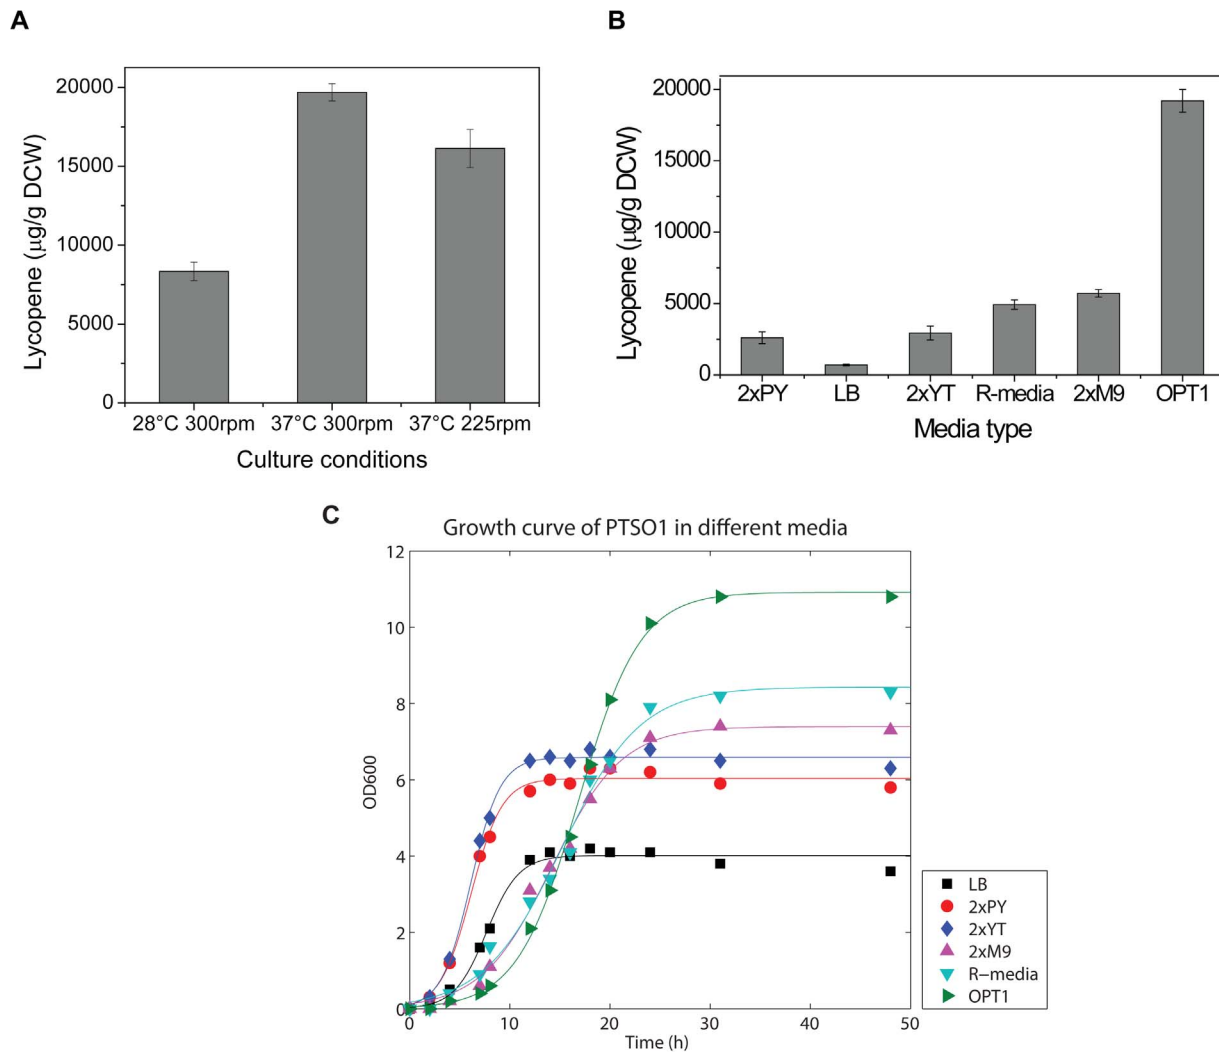 A
20000
15000
10000
5000
0
Lycopene (μg/g DCW)
28°C 300rpm 37°C 300rpm 37°C 225rpm
Culture conditions
B
20000
15000
10000
5000
0
Lycopene (μg/g DCW)
2xPY LB 2xYT R-media 2xM9 OPT1
Media type
C
Growth curve of PTSO1 in different media
12
10
8
6
4
2
0
OD600
0 10 20 30 40 50
Time (h)
LB
2xPY
2xYT
2xM9
R−media
OPT1